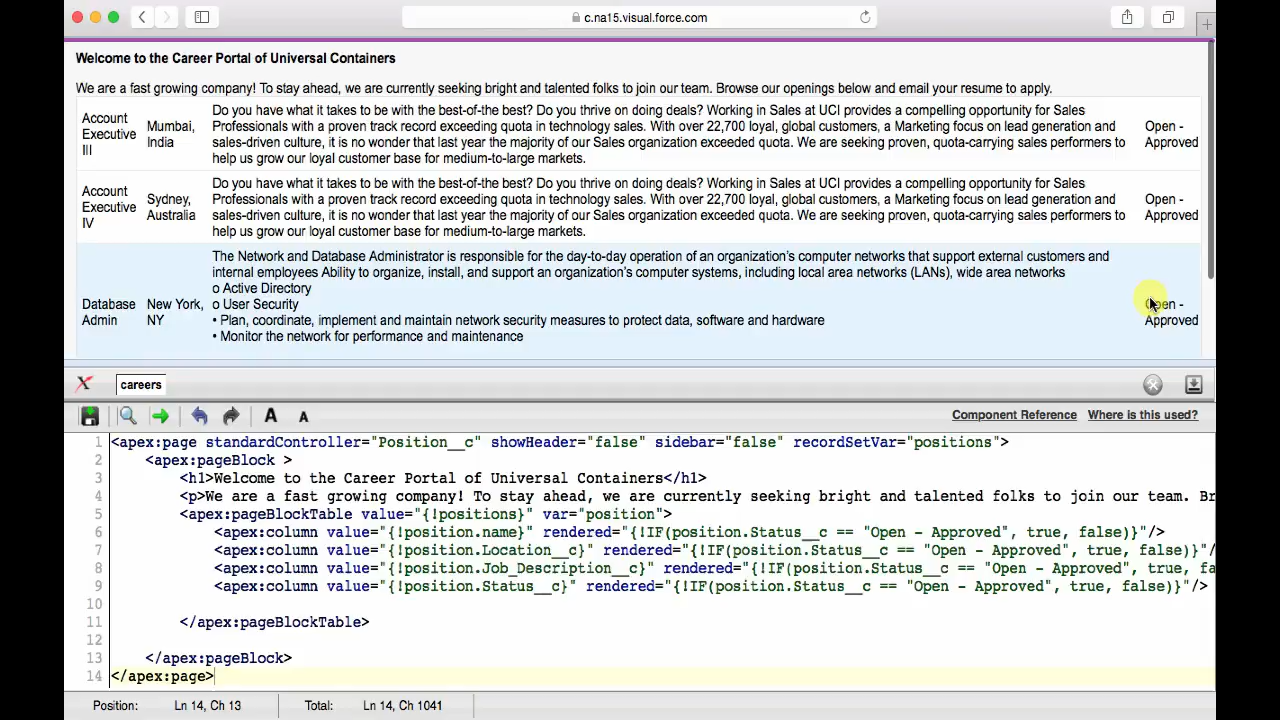 c.na15.visual.force.com
Welcome to the Career Portal of Universal Containers
We are a fast growing company! To stay ahead, we are currently seeking bright and talented folks to join our team. Browse our openings below and email your resume to apply.
Account
Executive
III
Mumbai,
India
Do you have what it takes to be with the best-of-the best? Do you thrive on doing deals? Working in Sales at UCI provides a compelling opportunity for Sales
Professionals with a proven track record exceeding quota in technology sales. With over 22,700 loyal, global customers, a Marketing focus on lead generation and
sales-driven culture, it is no wonder that last year the majority of our Sales organization exceeded quota. We are seeking proven, quota-carrying sales performers to
help us grow our loyal customer base for medium-to-large markets.
Open -
Approved
Account
Executive
IV
Sydney,
Australia
Do you have what it takes to be with the best-of-the best? Do you thrive on doing deals? Working in Sales at UCI provides a compelling opportunity for Sales
Professionals with a proven track record exceeding quota in technology sales. With over 22,700 loyal, global customers, a Marketing focus on lead generation and
sales-driven culture, it is no wonder that last year the majority of our Sales organization exceeded quota. We are seeking proven, quota-carrying sales performers to
help us grow our loyal customer base for medium-to-large markets.
Open -
Approved
Database
Admin
New York,
NY
The Network and Database Administrator is responsible for the day-to-day operation of an organization's computer networks that support external customers and
internal employees Ability to organize, install, and support an organization's computer systems, including local area networks (LANs), wide area networks
o Active Directory
o User Security
• Plan, coordinate, implement and maintain network security measures to protect data, software and hardware
• Monitor the network for performance and maintenance
Open -
Approved
careers
A A
Component Reference Where is this used?
1 <apex:page standardController="Position__c" showHeader="false" sidebar="false" recordSetVar="positions">
2 <apex:pageBlock >
3 <h1>Welcome to the Career Portal of Universal Containers</h1>
4 <p>We are a fast growing company! To stay ahead, we are currently seeking bright and talented folks to join our team. Br
5 <apex:pageBlockTable value="{!positions}" var="position">
6 <apex:column value="{!position.name}" rendered="{!IF(position.Status__c == "Open - Approved", true, false)}"/>
7 <apex:column value="{!position.Location__c}" rendered="{!IF(position.Status__c == "Open - Approved", true, false)}"/
8 <apex:column value="{!position.Job_Description__c}" rendered="{!IF(position.Status__c == "Open - Approved", true, fa
9 <apex:column value="{!position.Status__c}" rendered="{!IF(position.Status__c == "Open - Approved", true, false)}"/>
10
11 </apex:pageBlockTable>
12
13 </apex:pageBlock>
14 </apex:page>
Position: Ln 14, Ch 13 Total: Ln 14, Ch 1041